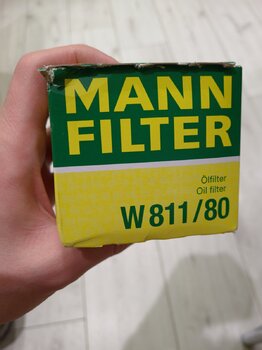 MANN
FILTER
Ölfilter
Oil filter
W 811/80